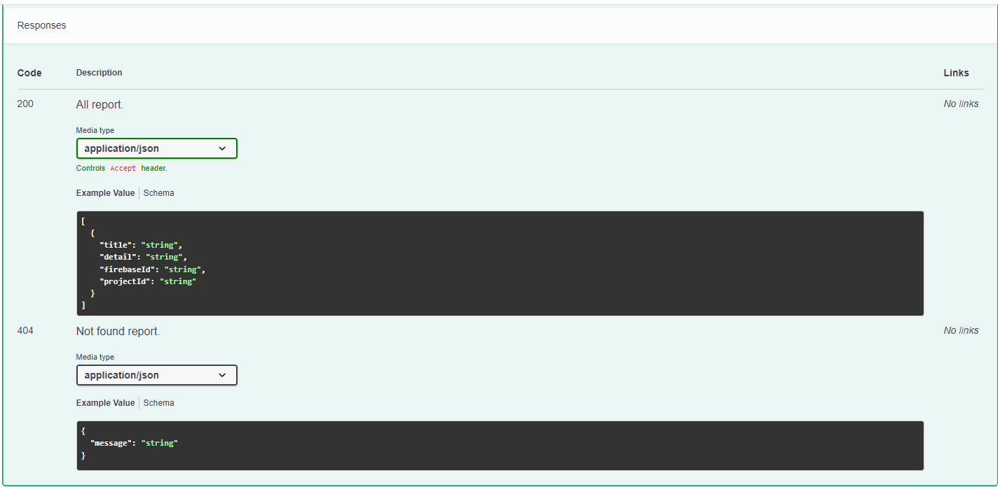 Responses
Code Description Links
200 All report. No links
Media type
application/json
Controls Accept header.
Example Value Schema
[
{
"title": "string",
"detail": "string",
"firebaseId": "string",
"projectId": "string"
}
]
404 Not found report. No links
Media type
application/json
Example Value Schema
{
"message": "string"
}